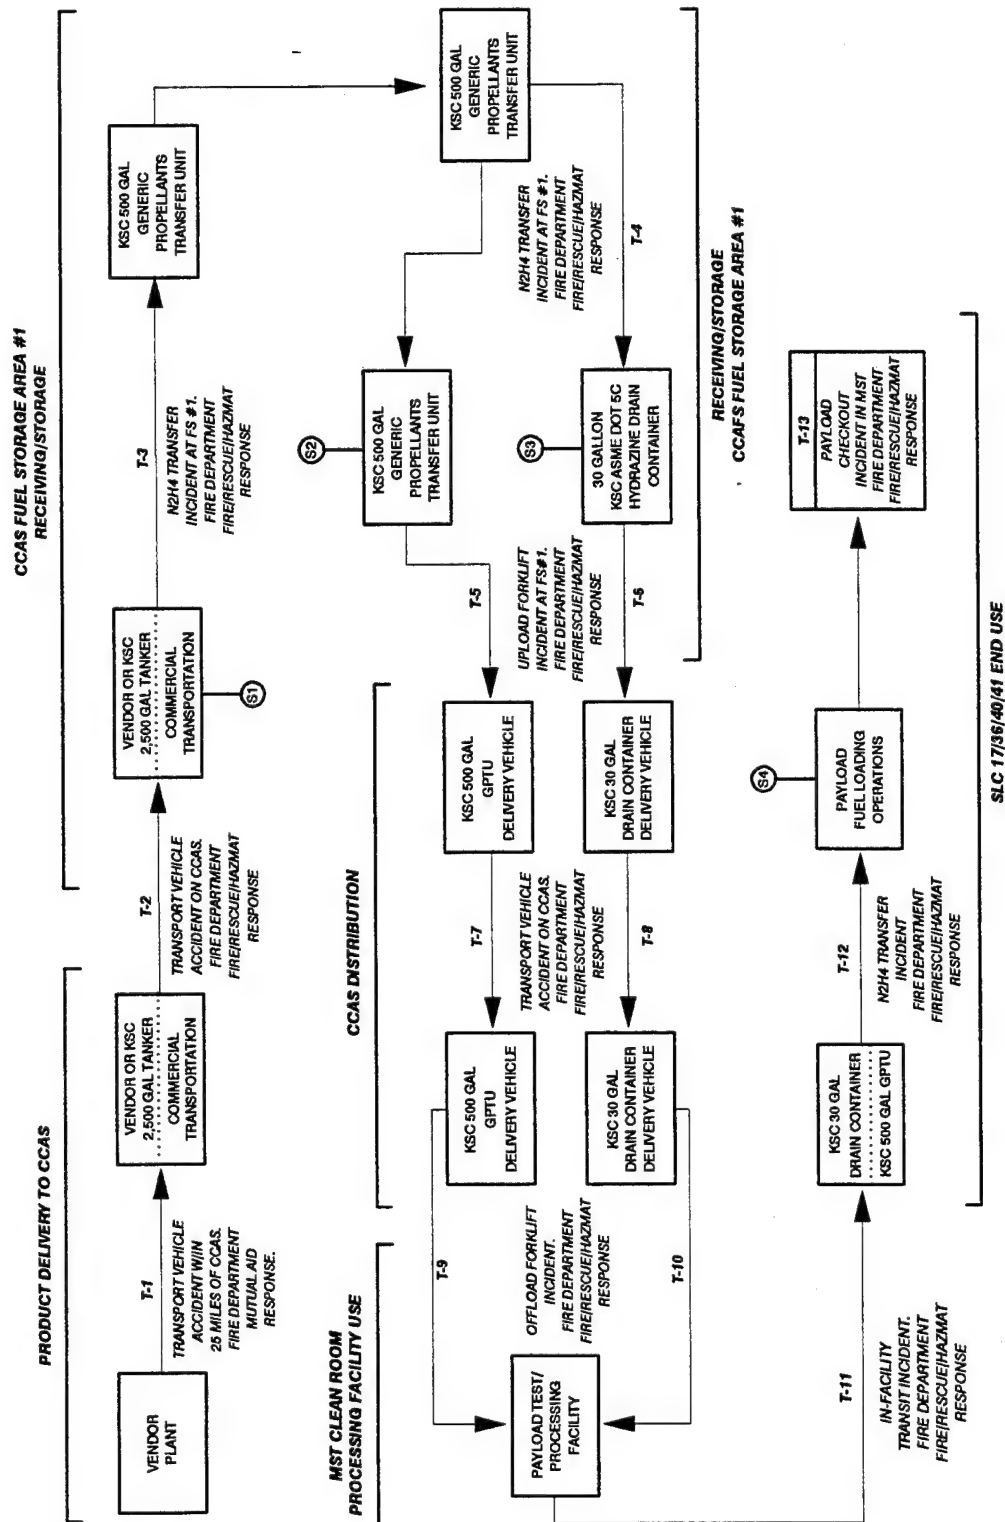 PRODUCT DELIVERY TO CCAS
CCAS FUEL STORAGE AREA #1
RECEIVING/STORAGE
VENDOR
PLANT
T-1
TRANSPORT VEHICLE
ACCIDENT W/IN
25 MILES OF CCAS.
FIRE DEPARTMENT
MUTUAL AID
RESPONSE.
VENDOR OR KSC
2,500 GAL TANKER
COMMERCIAL
TRANSPORTATION
T-2
TRANSPORT VEHICLE
ACCIDENT ON CCAS.
FIRE DEPARTMENT
FIRE/RESCUE/HAZMAT
RESPONSE
VENDOR OR KSC
2,500 GAL TANKER
COMMERCIAL
TRANSPORTATION
S1
T-3
N2H4 TRANSFER
INCIDENT AT FS #1.
FIRE DEPARTMENT
FIRE/RESCUE/HAZMAT
RESPONSE
KSC 500 GAL
GENERIC
PROPELLANTS
TRANSFER UNIT
KSC 500 GAL
GENERIC
PROPELLANTS
TRANSFER UNIT
T-4
N2H4 TRANSFER
INCIDENT AT FS #1.
FIRE DEPARTMENT
FIRE/RESCUE/HAZMAT
RESPONSE
S2
KSC 500 GAL
GENERIC
PROPELLANTS
TRANSFER UNIT
S3
30 GALLON
KSC ASME DOT 5C
HYDRAZINE DRAIN
CONTAINER
RECEIVING/STORAGE
CCAFS FUEL STORAGE AREA #1
T-5
UPLOAD FORKLIFT
INCIDENT AT FS#1.
FIRE DEPARTMENT
FIRE/RESCUE/HAZMAT
RESPONSE
T-6
CCAS DISTRIBUTION
KSC 500 GAL
GPTU
DELIVERY VEHICLE
KSC 30 GAL
DRAIN CONTAINER
DELIVERY VEHICLE
T-7
TRANSPORT VEHICLE
ACCIDENT ON CCAS.
FIRE DEPARTMENT
FIRE/RESCUE/HAZMAT
RESPONSE
T-8
KSC 500 GAL
GPTU
DELIVERY VEHICLE
KSC 30 GAL
DRAIN CONTAINER
DELIVERY VEHICLE
MST CLEAN ROOM
PROCESSING FACILITY USE
T-9
OFFLOAD FORKLIFT
INCIDENT.
FIRE DEPARTMENT
FIRE/RESCUE/HAZMAT
RESPONSE
T-10
PAYLOAD TEST/
PROCESSING
FACILITY
T-11
IN-FACILITY
TRANSIT INCIDENT.
FIRE DEPARTMENT
FIRE/RESCUE/HAZMAT
RESPONSE
KSC 30 GAL
DRAIN CONTAINER
KSC 500 GAL GPTU
T-12
N2H4 TRANSFER
INCIDENT
FIRE DEPARTMENT
FIRE/RESCUE/HAZMAT
RESPONSE
S4
PAYLOAD
FUEL LOADING
OPERATIONS
T-13
PAYLOAD
CHECKOUT
INCIDENT IN MST
FIRE DEPARTMENT
FIRE/RESCUE/HAZMAT
RESPONSE
SLC 17/36/40/41 END USE